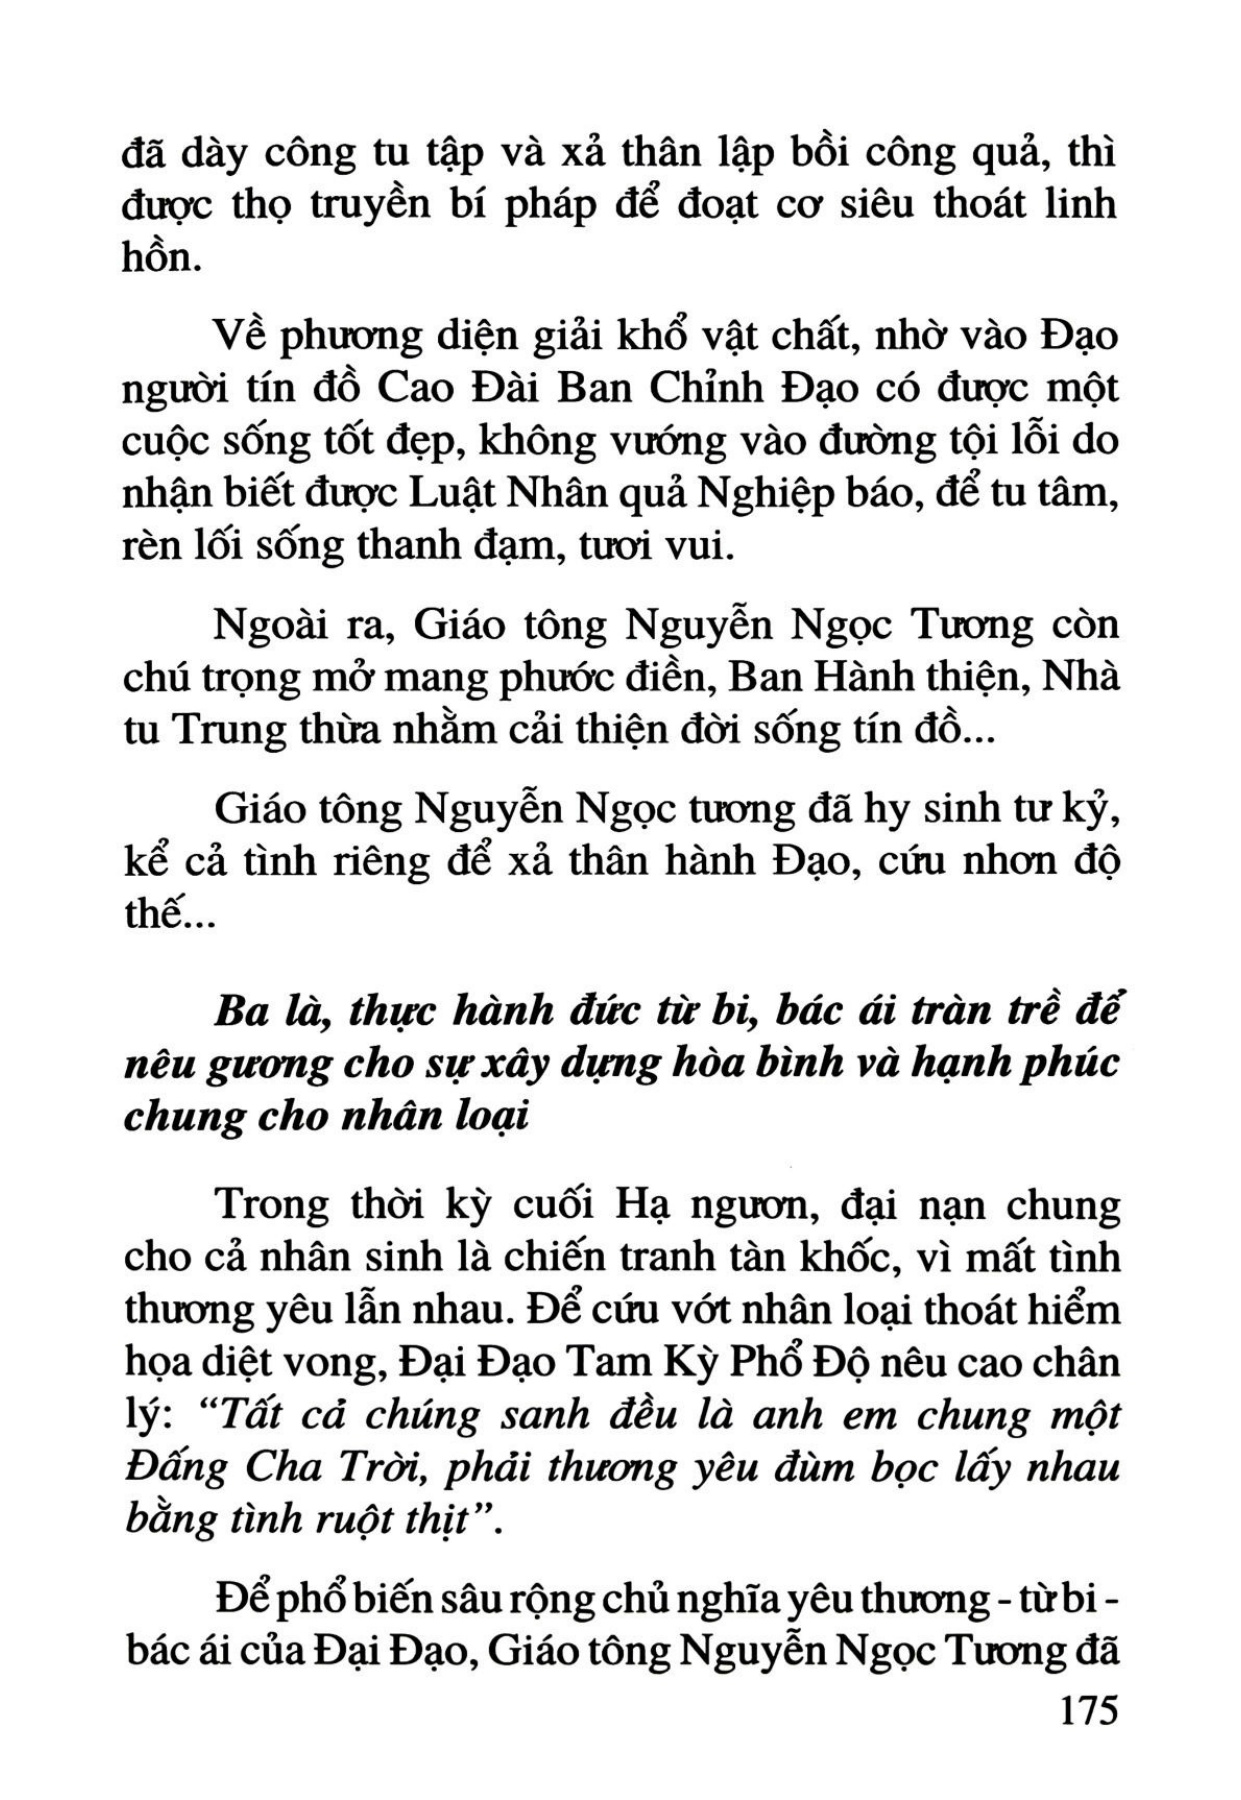 đã dày công tu tập và xả thân lập bồi công quả, thì
được thọ truyền bí pháp để đoạt cơ siêu thoát linh
hồn.
Về phương diện giải khổ vật chất, nhờ vào Đạo
người tín đồ Cao Đài Ban Chỉnh Đạo có được một
cuộc sống tốt đẹp, không vướng vào đường tội lỗi do
nhận biết được Luật Nhân quả Nghiệp báo, để tu tâm,
rèn lối sống thanh đạm, tươi vui.
Ngoài ra, Giáo tông Nguyễn Ngọc Tương còn
chú trọng mở mang phước điền, Ban Hành thiện, Nhà
tu Trung thừa nhằm cải thiện đời sống tín đồ...
Giáo tông Nguyễn Ngọc tương đã hy sinh tư kỷ,
kể cả tình riêng để xả thân hành Đạo, cứu nhơn độ
thế...
Ba là, thực hành đức từ bi, bác ái tràn trề để
nêu gương cho sự xây dựng hòa bình và hạnh phúc
chung cho nhân loại
Trong thời kỳ cuối Hạ ngươn, đại nạn chung
cho cả nhân sinh là chiến tranh tàn khốc, vì mất tình
thương yêu lẫn nhau. Để cứu vớt nhân loại thoát hiểm
họa diệt vong, Đại Đạo Tam Kỳ Phổ Độ nêu cao chân
lý: “Tất cả chúng sanh đều là anh em chung một
Đấng Cha Trời, phải thương yêu đùm bọc lấy nhau
bằng tình ruột thịt”.
Để phổ biến sâu rộng chủ nghĩa yêu thương - từ bi -
bác ái của Đại Đạo, Giáo tông Nguyễn Ngọc Tương đã
175